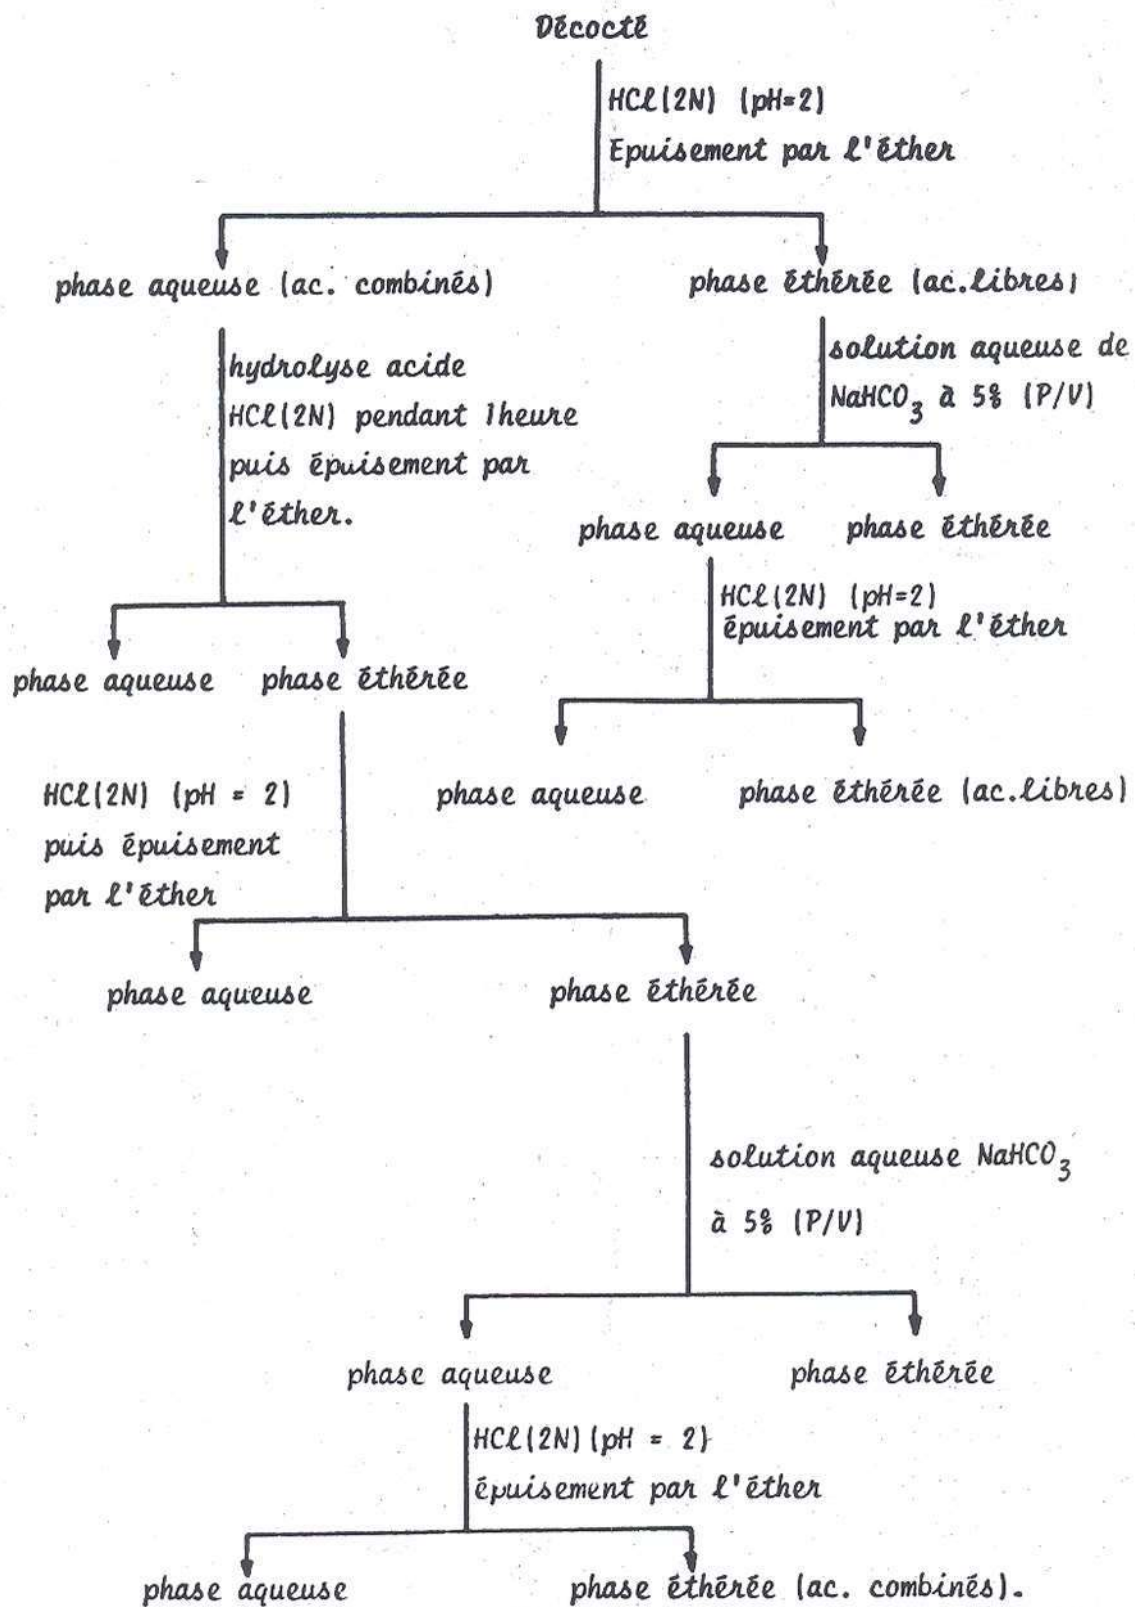 Décocté
HCl(2N) (pH=2)
Epuisement par l'éther
phase aqueuse (ac. combinés)
phase éthérée (ac.libres)
hydrolyse acide
HCl(2N) pendant 1heure
puis épuisement par
l'éther.
solution aqueuse de
NaHCO3 à 5% (P/V)
phase aqueuse
phase éthérée
HCl(2N) (pH=2)
épuisement par l'éther
phase aqueuse
phase éthérée
phase aqueuse
phase éthérée (ac.libres)
HCl(2N) (pH = 2)
puis épuisement
par l'éther
phase aqueuse
phase éthérée
solution aqueuse NaHCO3
à 5% (P/V)
phase aqueuse
phase éthérée
HCl(2N)(pH = 2)
épuisement par l'éther
phase aqueuse
phase éthérée (ac. combinés).